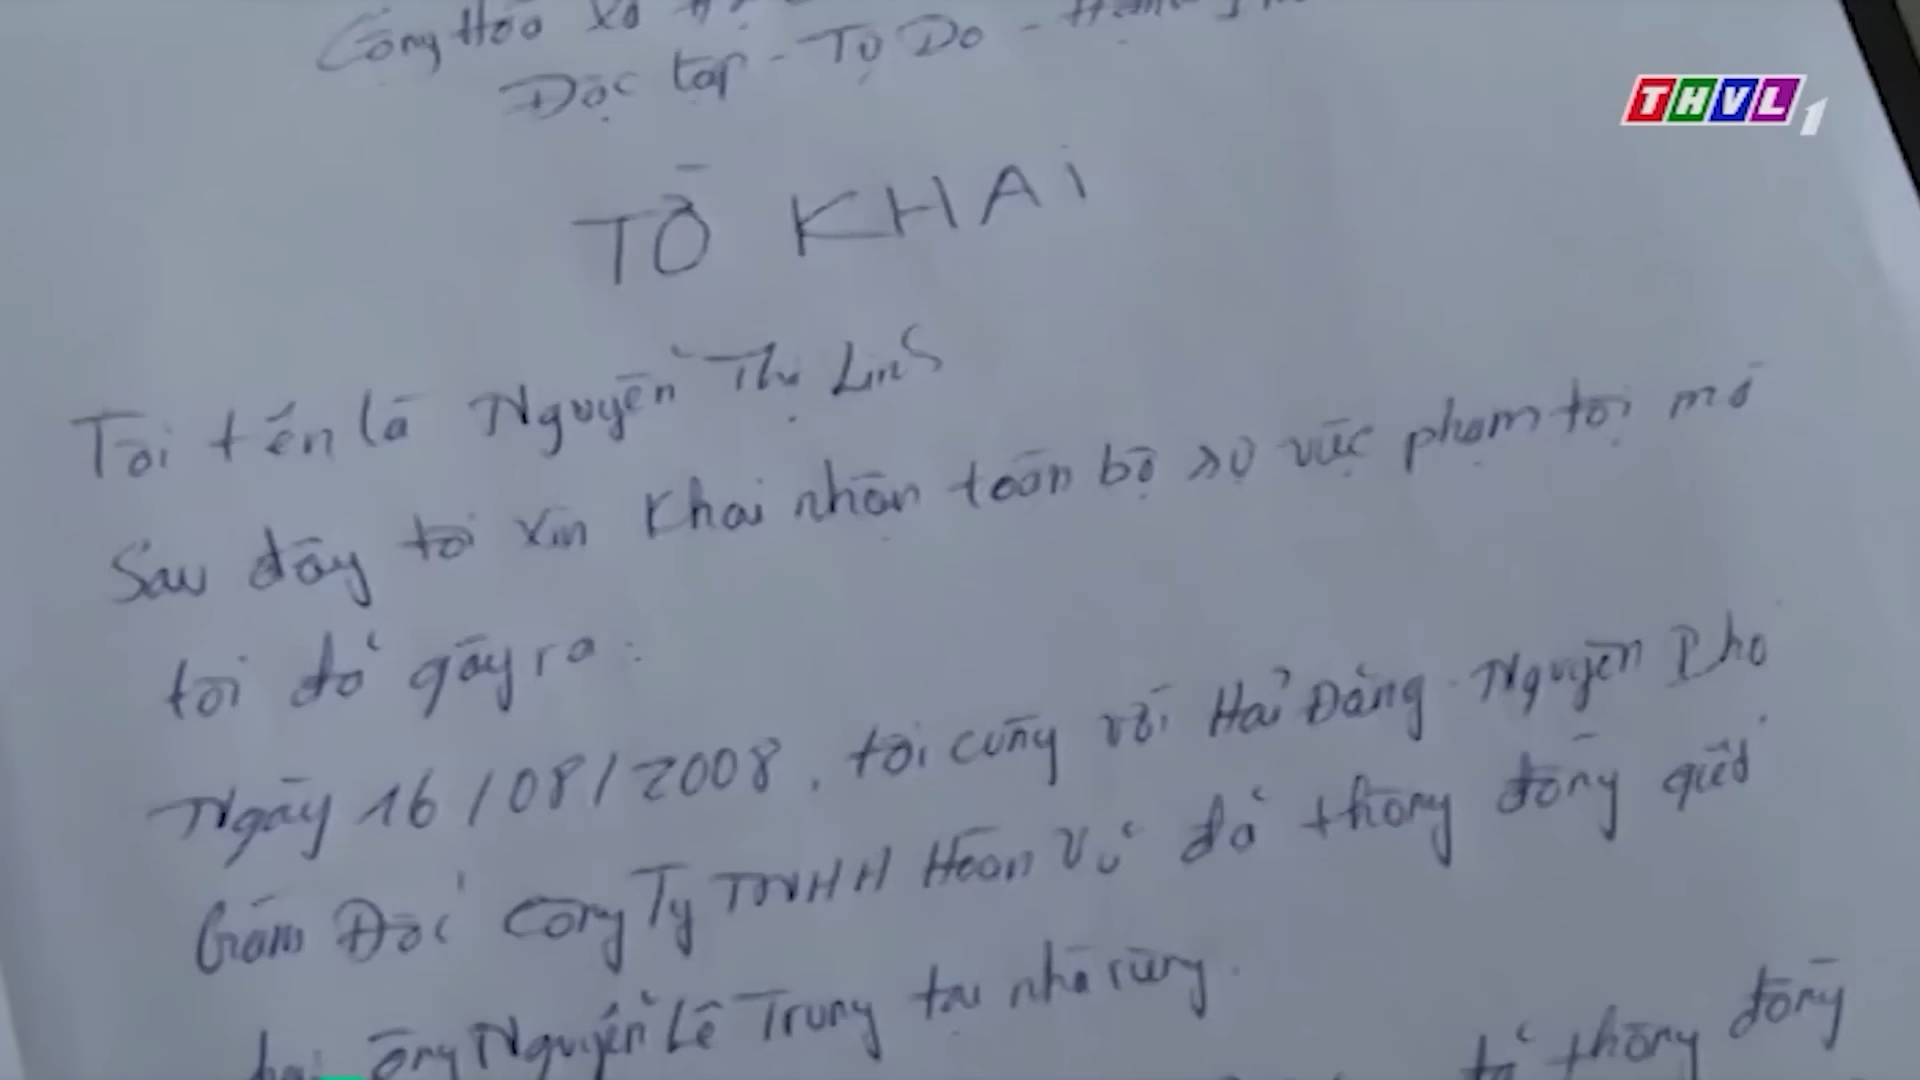 Cộng Hòa Xã
Độc Lập - Tự Do - Hạnh
THVL1
TỜ KHAI
Tôi tên là Nguyễn Thị Linh
Sau đây tôi xin khai nhận toàn bộ sự việc phạm tội mà
tôi đã gây ra:
Ngày 16/08/2008, tôi cùng với Hải Đăng - Nguyễn Phó
Giám Đốc Công Ty TNHH Hoàn Vũ đã thông đồng giết
hại ông Nguyễn Lê Trung tại nhà riêng.
thông đồng